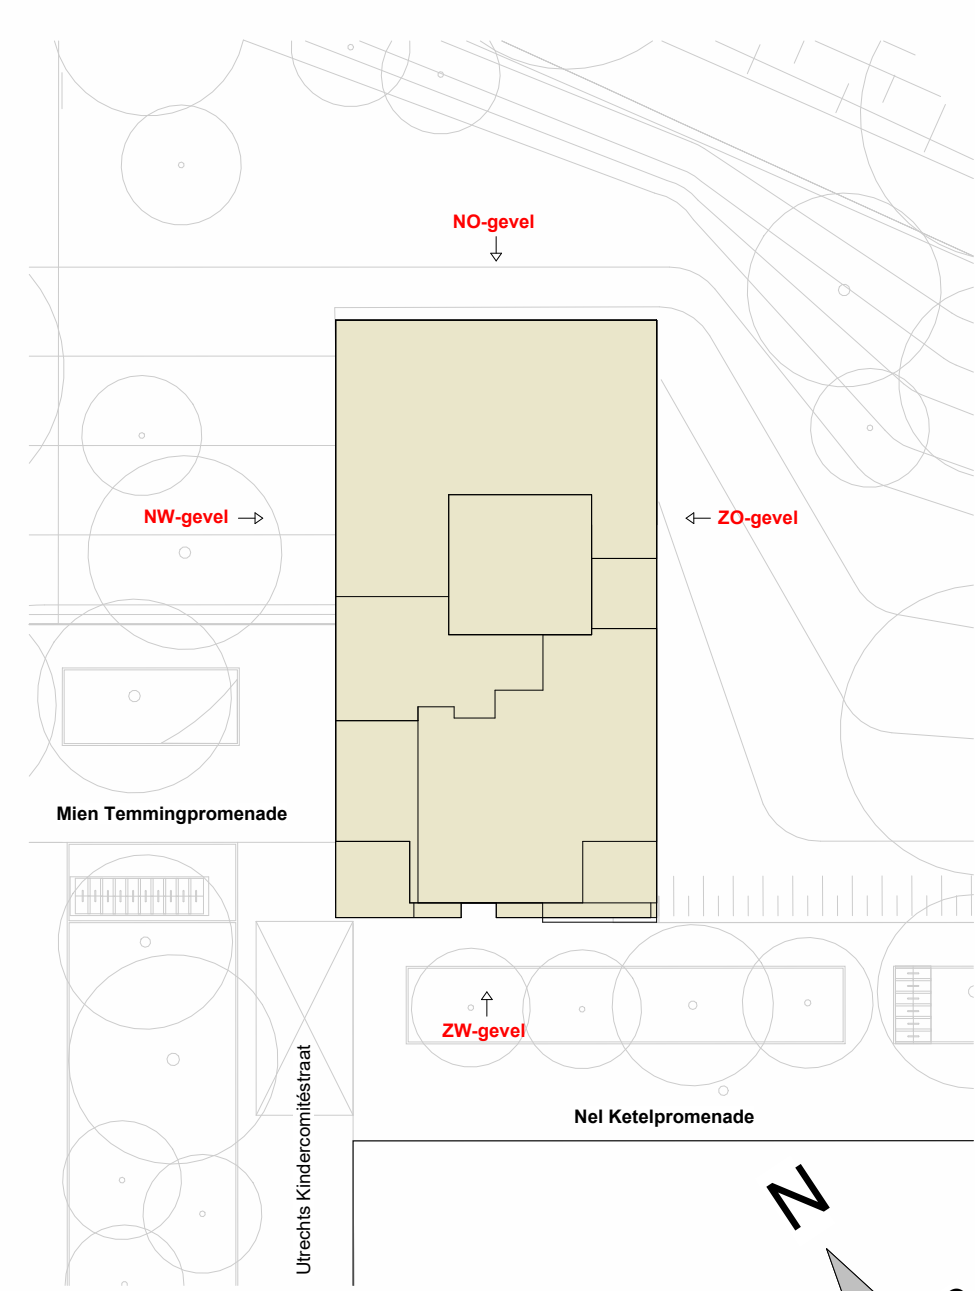 NO-gevel
NW-gevel
ZO-gevel
Mien Temmingpromenade
ZW-gevel
Utrechts Kindercomitéstraat
Nel Ketelpromenade
N